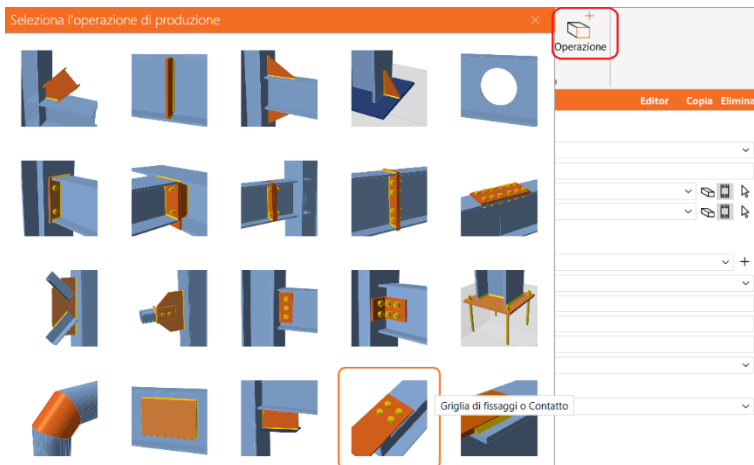 Seleziona l'operazione di produzione
Operazione
Editor Copia Elimina
Griglia di fissaggi o Contatto